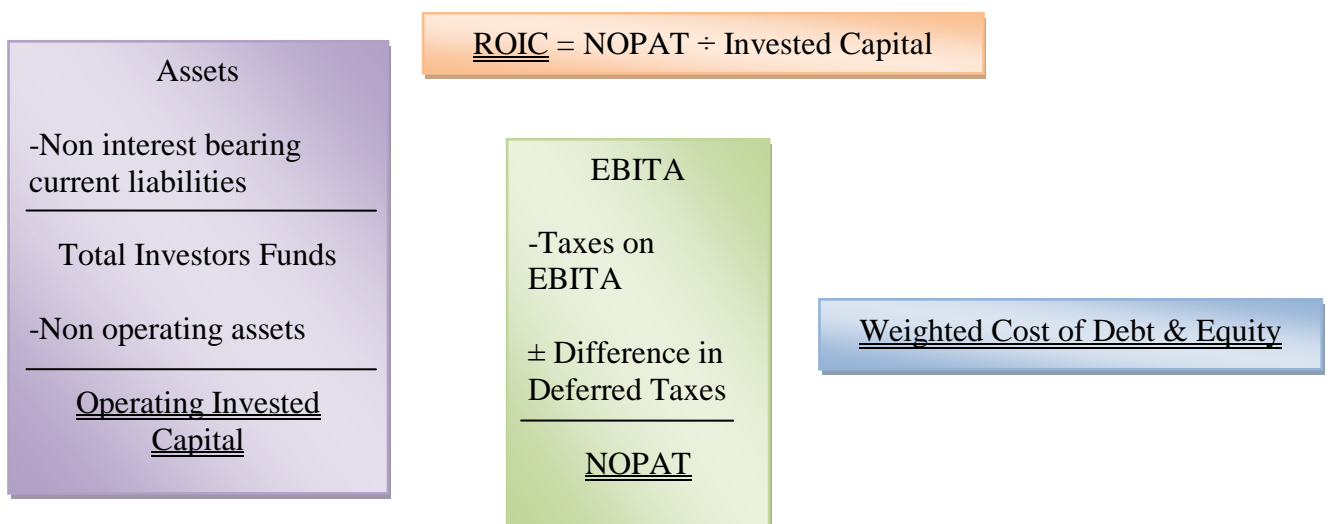 ROIC = NOPAT ÷ Invested Capital
Assets
-Non interest bearing
current liabilities
Total Investors Funds
-Non operating assets
Operating Invested
Capital
EBITA
-Taxes on
EBITA
± Difference in
Deferred Taxes
NOPAT
Weighted Cost of Debt & Equity